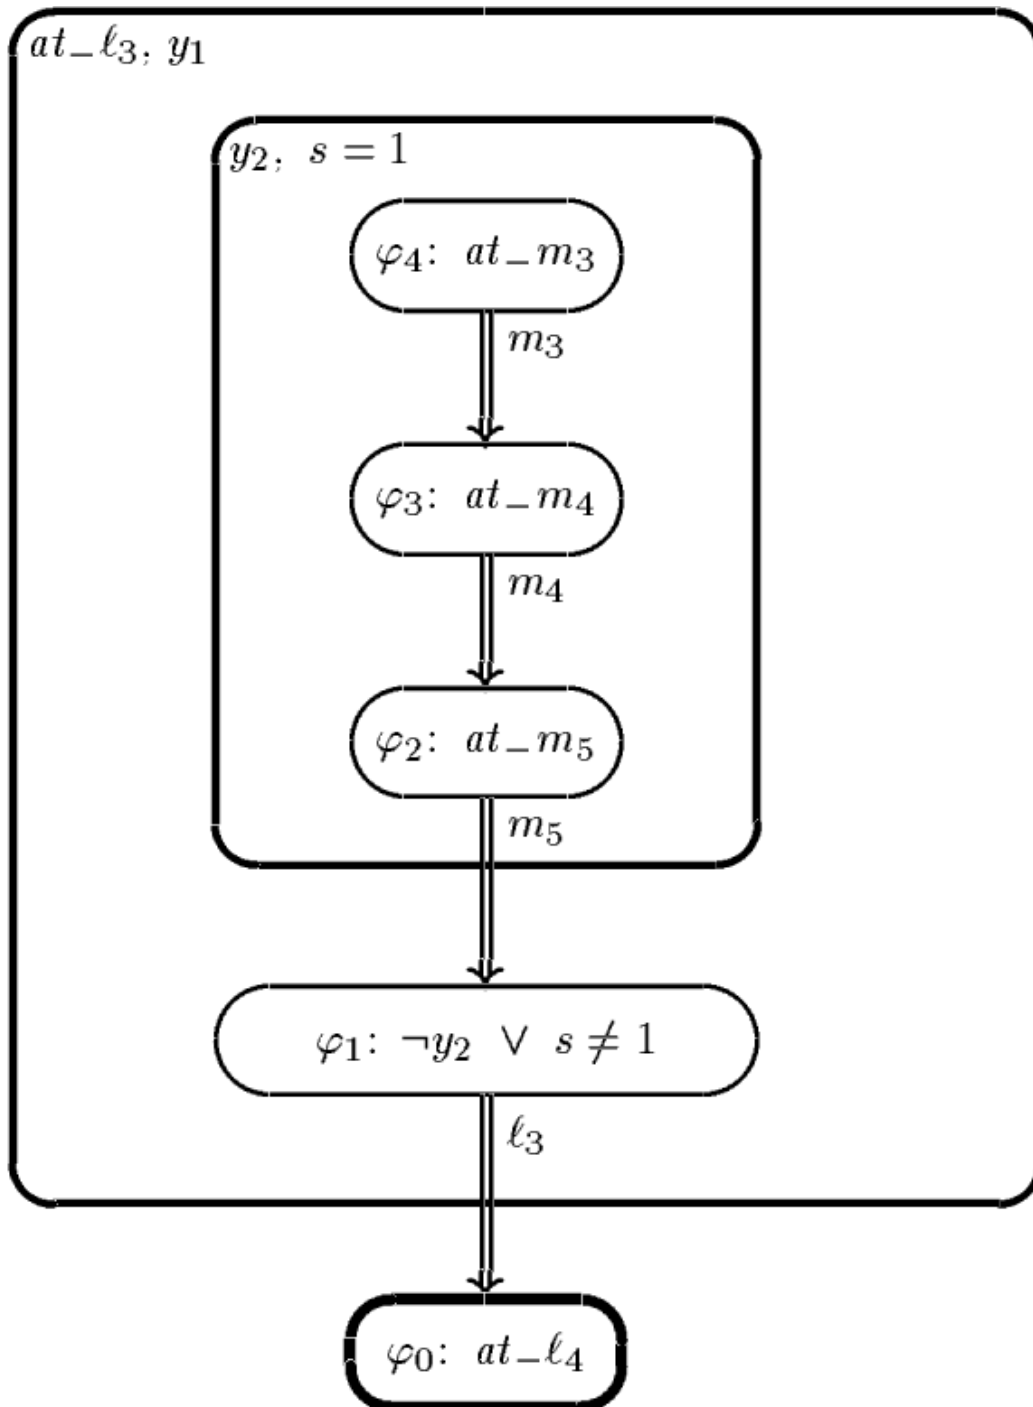 at_ℓ₃, y₁
y₂, s = 1
φ₄: at_m₃
m₃
φ₃: at_m₄
m₄
φ₂: at_m₅
m₅
φ₁: ¬y₂ ∨ s ≠ 1
ℓ₃
φ₀: at_ℓ₄